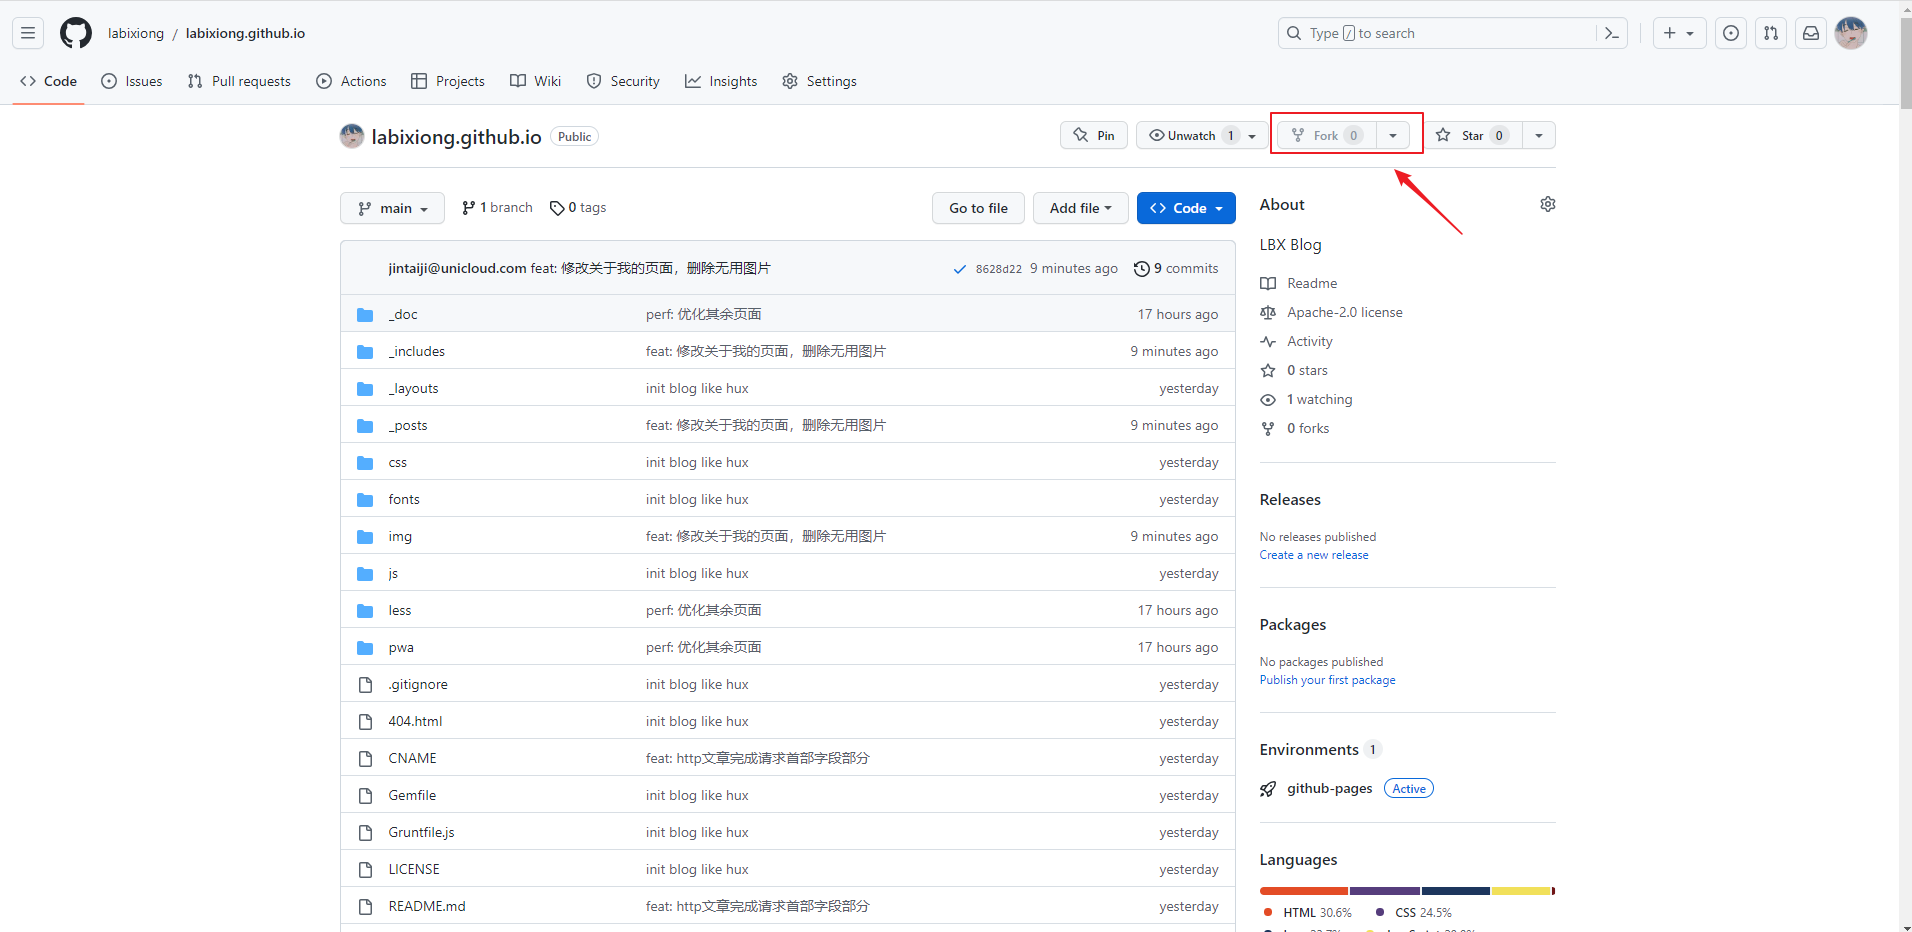 labixiong / labixiong.github.io
Type / to search
Code Issues Pull requests Actions Projects Wiki Security Insights Settings
labixiong.github.io Public
Pin Unwatch 1 Fork 0 Star 0
main 1 branch 0 tags Go to file Add file Code
jintaiji@unicloud.com feat: 修改关于我的页面，删除无用图片 8628d22 9 minutes ago 9 commits
_doc perf: 优化其余页面 17 hours ago
_includes feat: 修改关于我的页面，删除无用图片 9 minutes ago
_layouts init blog like hux yesterday
_posts feat: 修改关于我的页面，删除无用图片 9 minutes ago
css init blog like hux yesterday
fonts init blog like hux yesterday
img feat: 修改关于我的页面，删除无用图片 9 minutes ago
js init blog like hux yesterday
less perf: 优化其余页面 17 hours ago
pwa perf: 优化其余页面 17 hours ago
.gitignore init blog like hux yesterday
404.html init blog like hux yesterday
CNAME feat: http文章完成请求首部字段部分 yesterday
Gemfile init blog like hux yesterday
Gruntfile.js init blog like hux yesterday
LICENSE init blog like hux yesterday
README.md feat: http文章完成请求首部字段部分 yesterday
About
LBX Blog
Readme
Apache-2.0 license
Activity
0 stars
1 watching
0 forks
Releases
No releases published
Create a new release
Packages
No packages published
Publish your first package
Environments 1
github-pages Active
Languages
HTML 30.6% CSS 24.5%